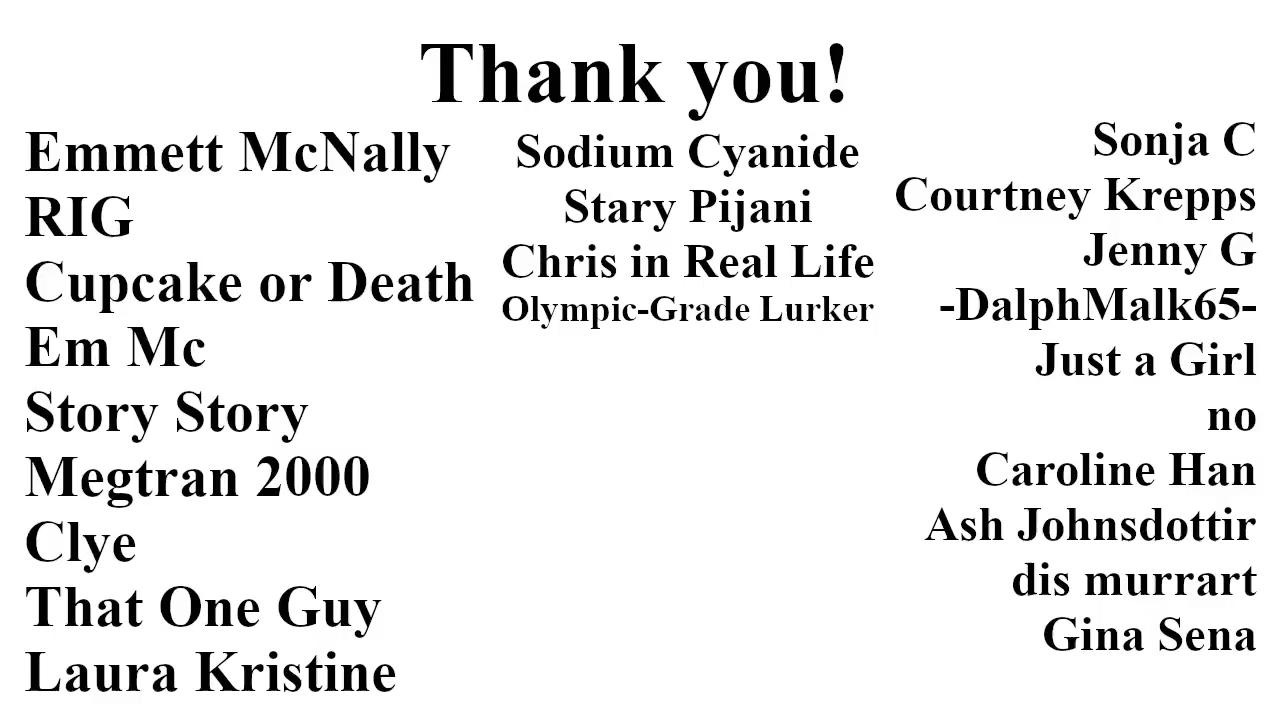 Thank you!
Emmett McNally
RIG
Cupcake or Death
Em Mc
Story Story
Megtran 2000
Clye
That One Guy
Laura Kristine
Sodium Cyanide
Stary Pijani
Chris in Real Life
Olympic-Grade Lurker
Sonja C
Courtney Krepps
Jenny G
-DalphMalk65-
Just a Girl
no
Caroline Han
Ash Johnsdottir
dis murrart
Gina Sena